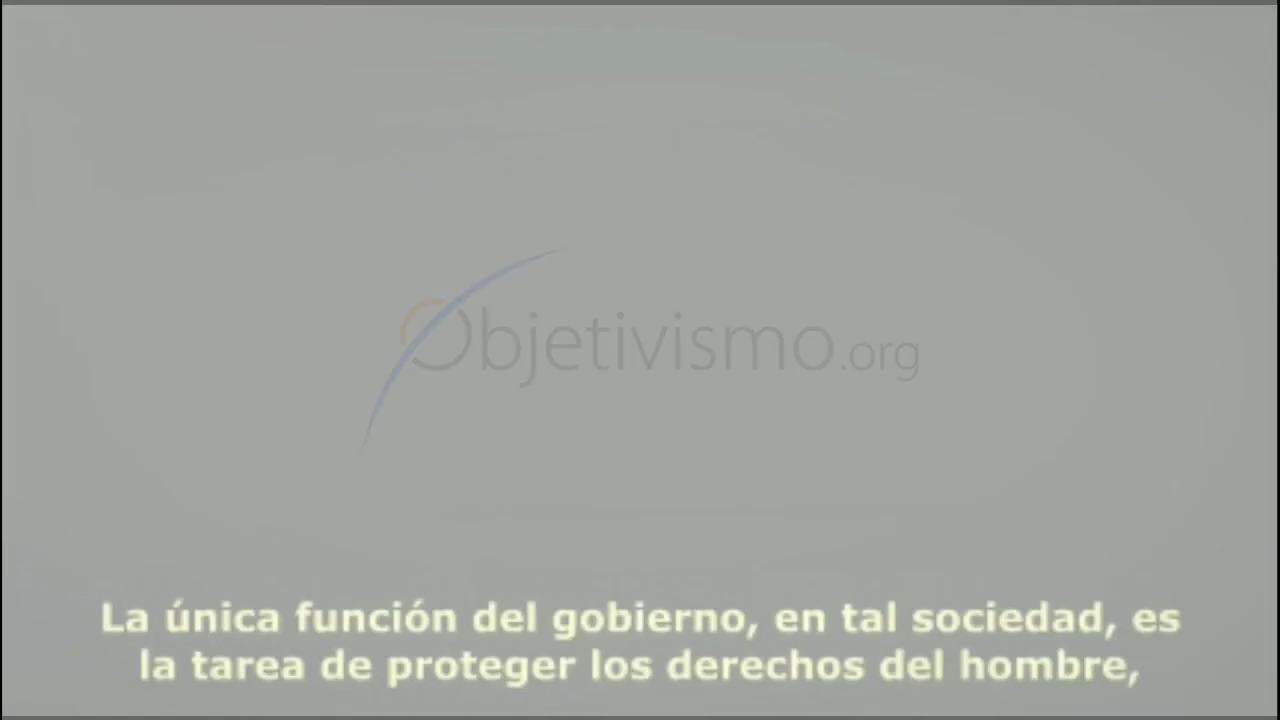 Objetivismo.org
La única función del gobierno, en tal sociedad, es
la tarea de proteger los derechos del hombre,